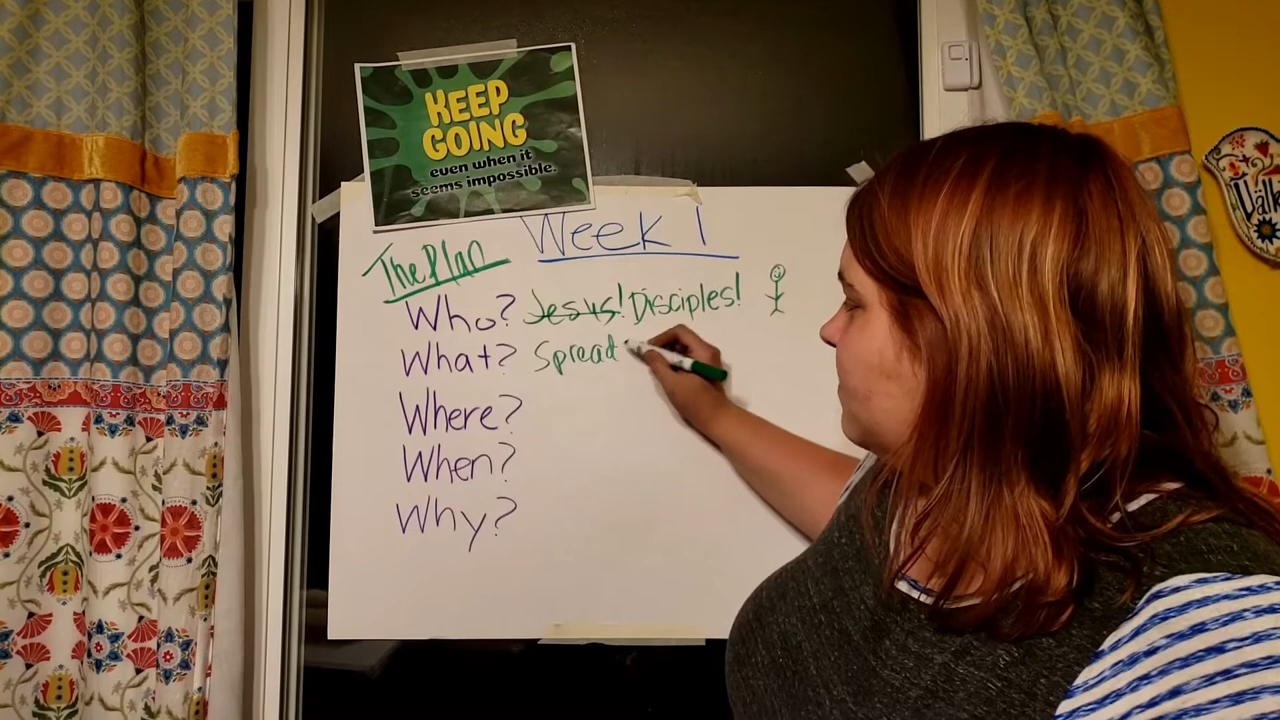 KEEP
GOING
even when it
seems impossible.
Week 1
The Plan
Who? Jesus! Disciples!
What? Spread
Where?
When?
Why?